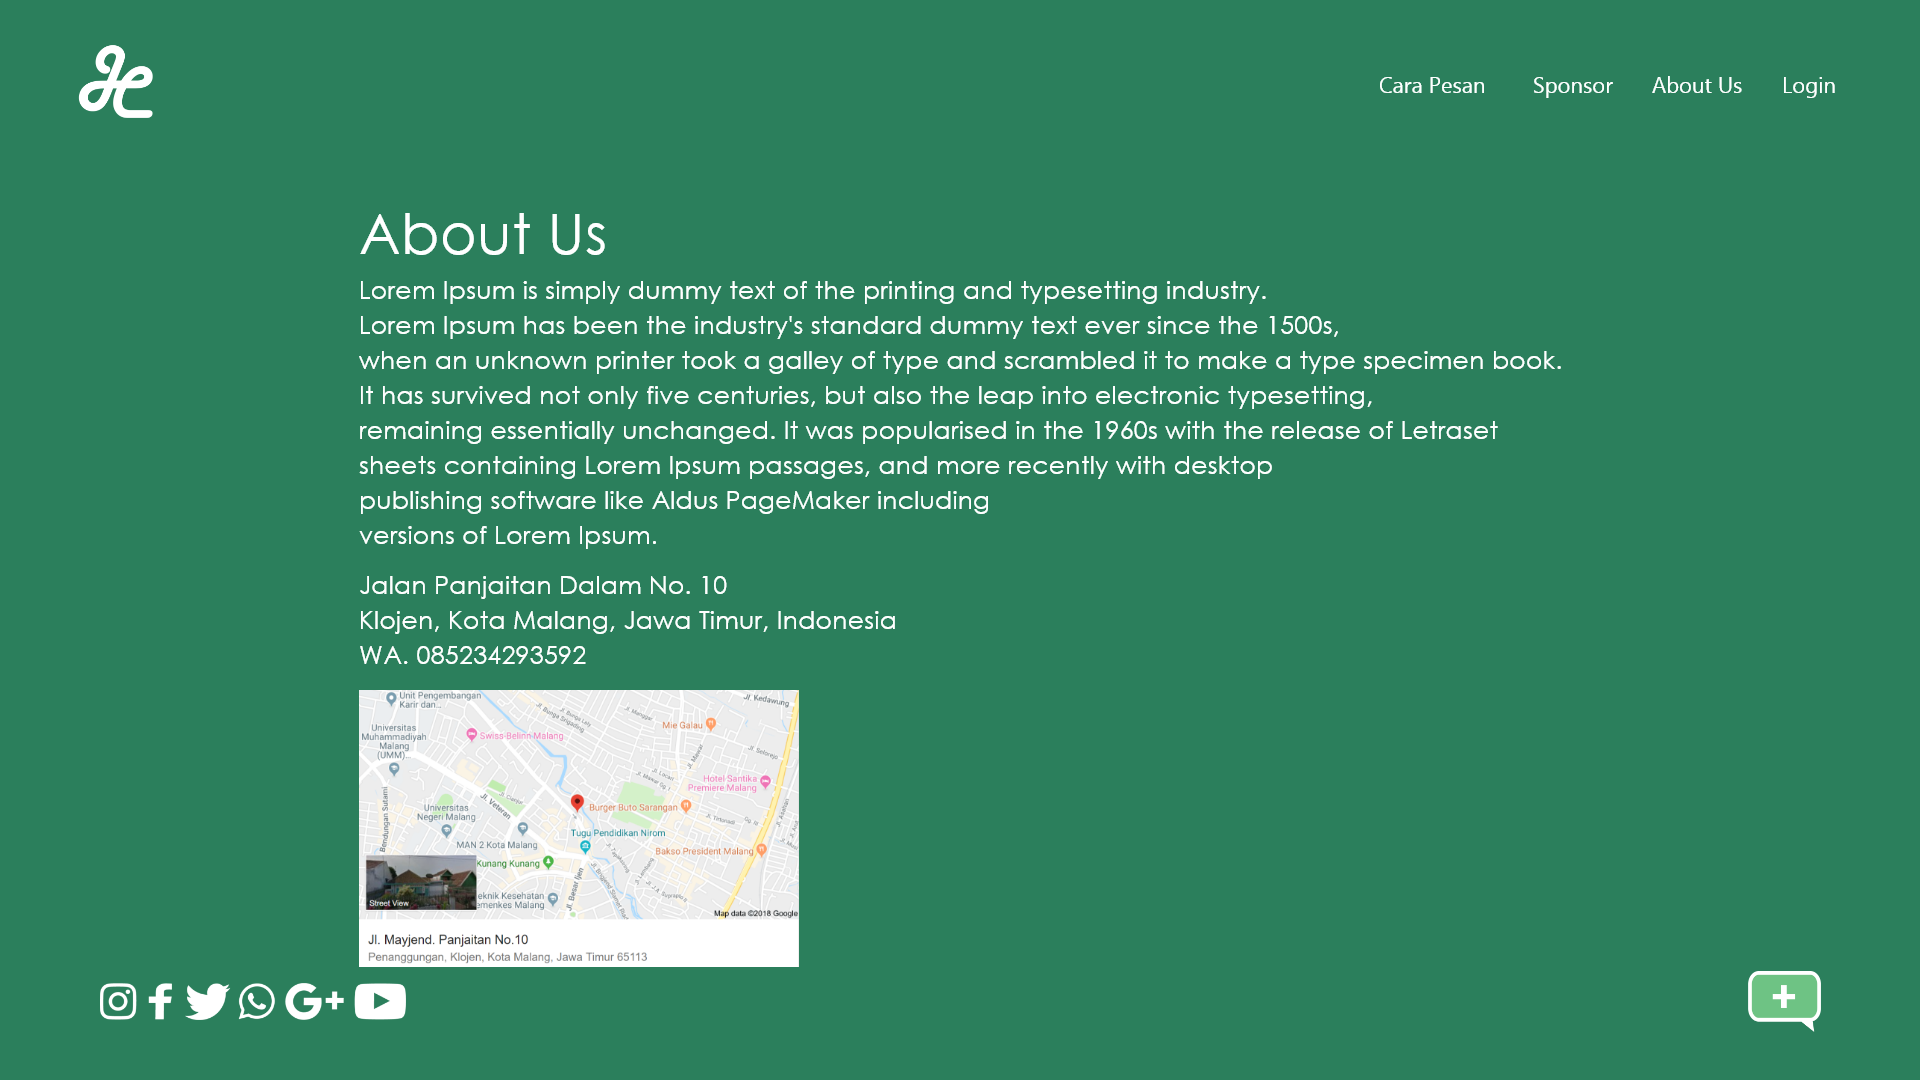 Cara Pesan
Sponsor
About Us
Login
About Us
Lorem Ipsum is simply dummy text of the printing and typesetting industry.
Lorem Ipsum has been the industry's standard dummy text ever since the 1500s,
when an unknown printer took a galley of type and scrambled it to make a type specimen book.
It has survived not only five centuries, but also the leap into electronic typesetting,
remaining essentially unchanged. It was popularised in the 1960s with the release of Letraset
sheets containing Lorem Ipsum passages, and more recently with desktop
publishing software like Aldus PageMaker including
versions of Lorem Ipsum.
Jalan Panjaitan Dalam No. 10
Klojen, Kota Malang, Jawa Timur, Indonesia
WA. 085234293592
Unit Pengembangan
Karir dan...
Jl. Kedawung
Universitas
Muhammadiyah
Malang
(UMM)...
Swiss-Belinn Malang
Mie Galau
Hotel Santika
Premiere Malang
Jl. Veteran
Universitas
Negeri Malang
Burger Buto Sarangan
Tugu Pendidikan Nirom
MAN 2 Kota Malang
Bakso President Malang
Kunang Kunang
Jl. Besar Ijen
eknik Kesehatan
emenkes Malang
Street View
Map data ©2018 Google
Jl. Mayjend. Panjaitan No.10
Penanggungan, Klojen, Kota Malang, Jawa Timur 65113